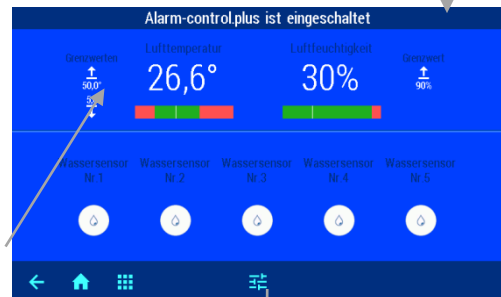 Alarm-control.plus ist eingeschaltet
Grenzwerten
Lufttemperatur
Luftfeuchtigkeit
Grenzwert
50,0°
26,6°
30%
90%
Wassersensor Wassersensor Wassersensor Wassersensor Wassersensor
Nr.1 Nr.2 Nr.3 Nr.4 Nr.5